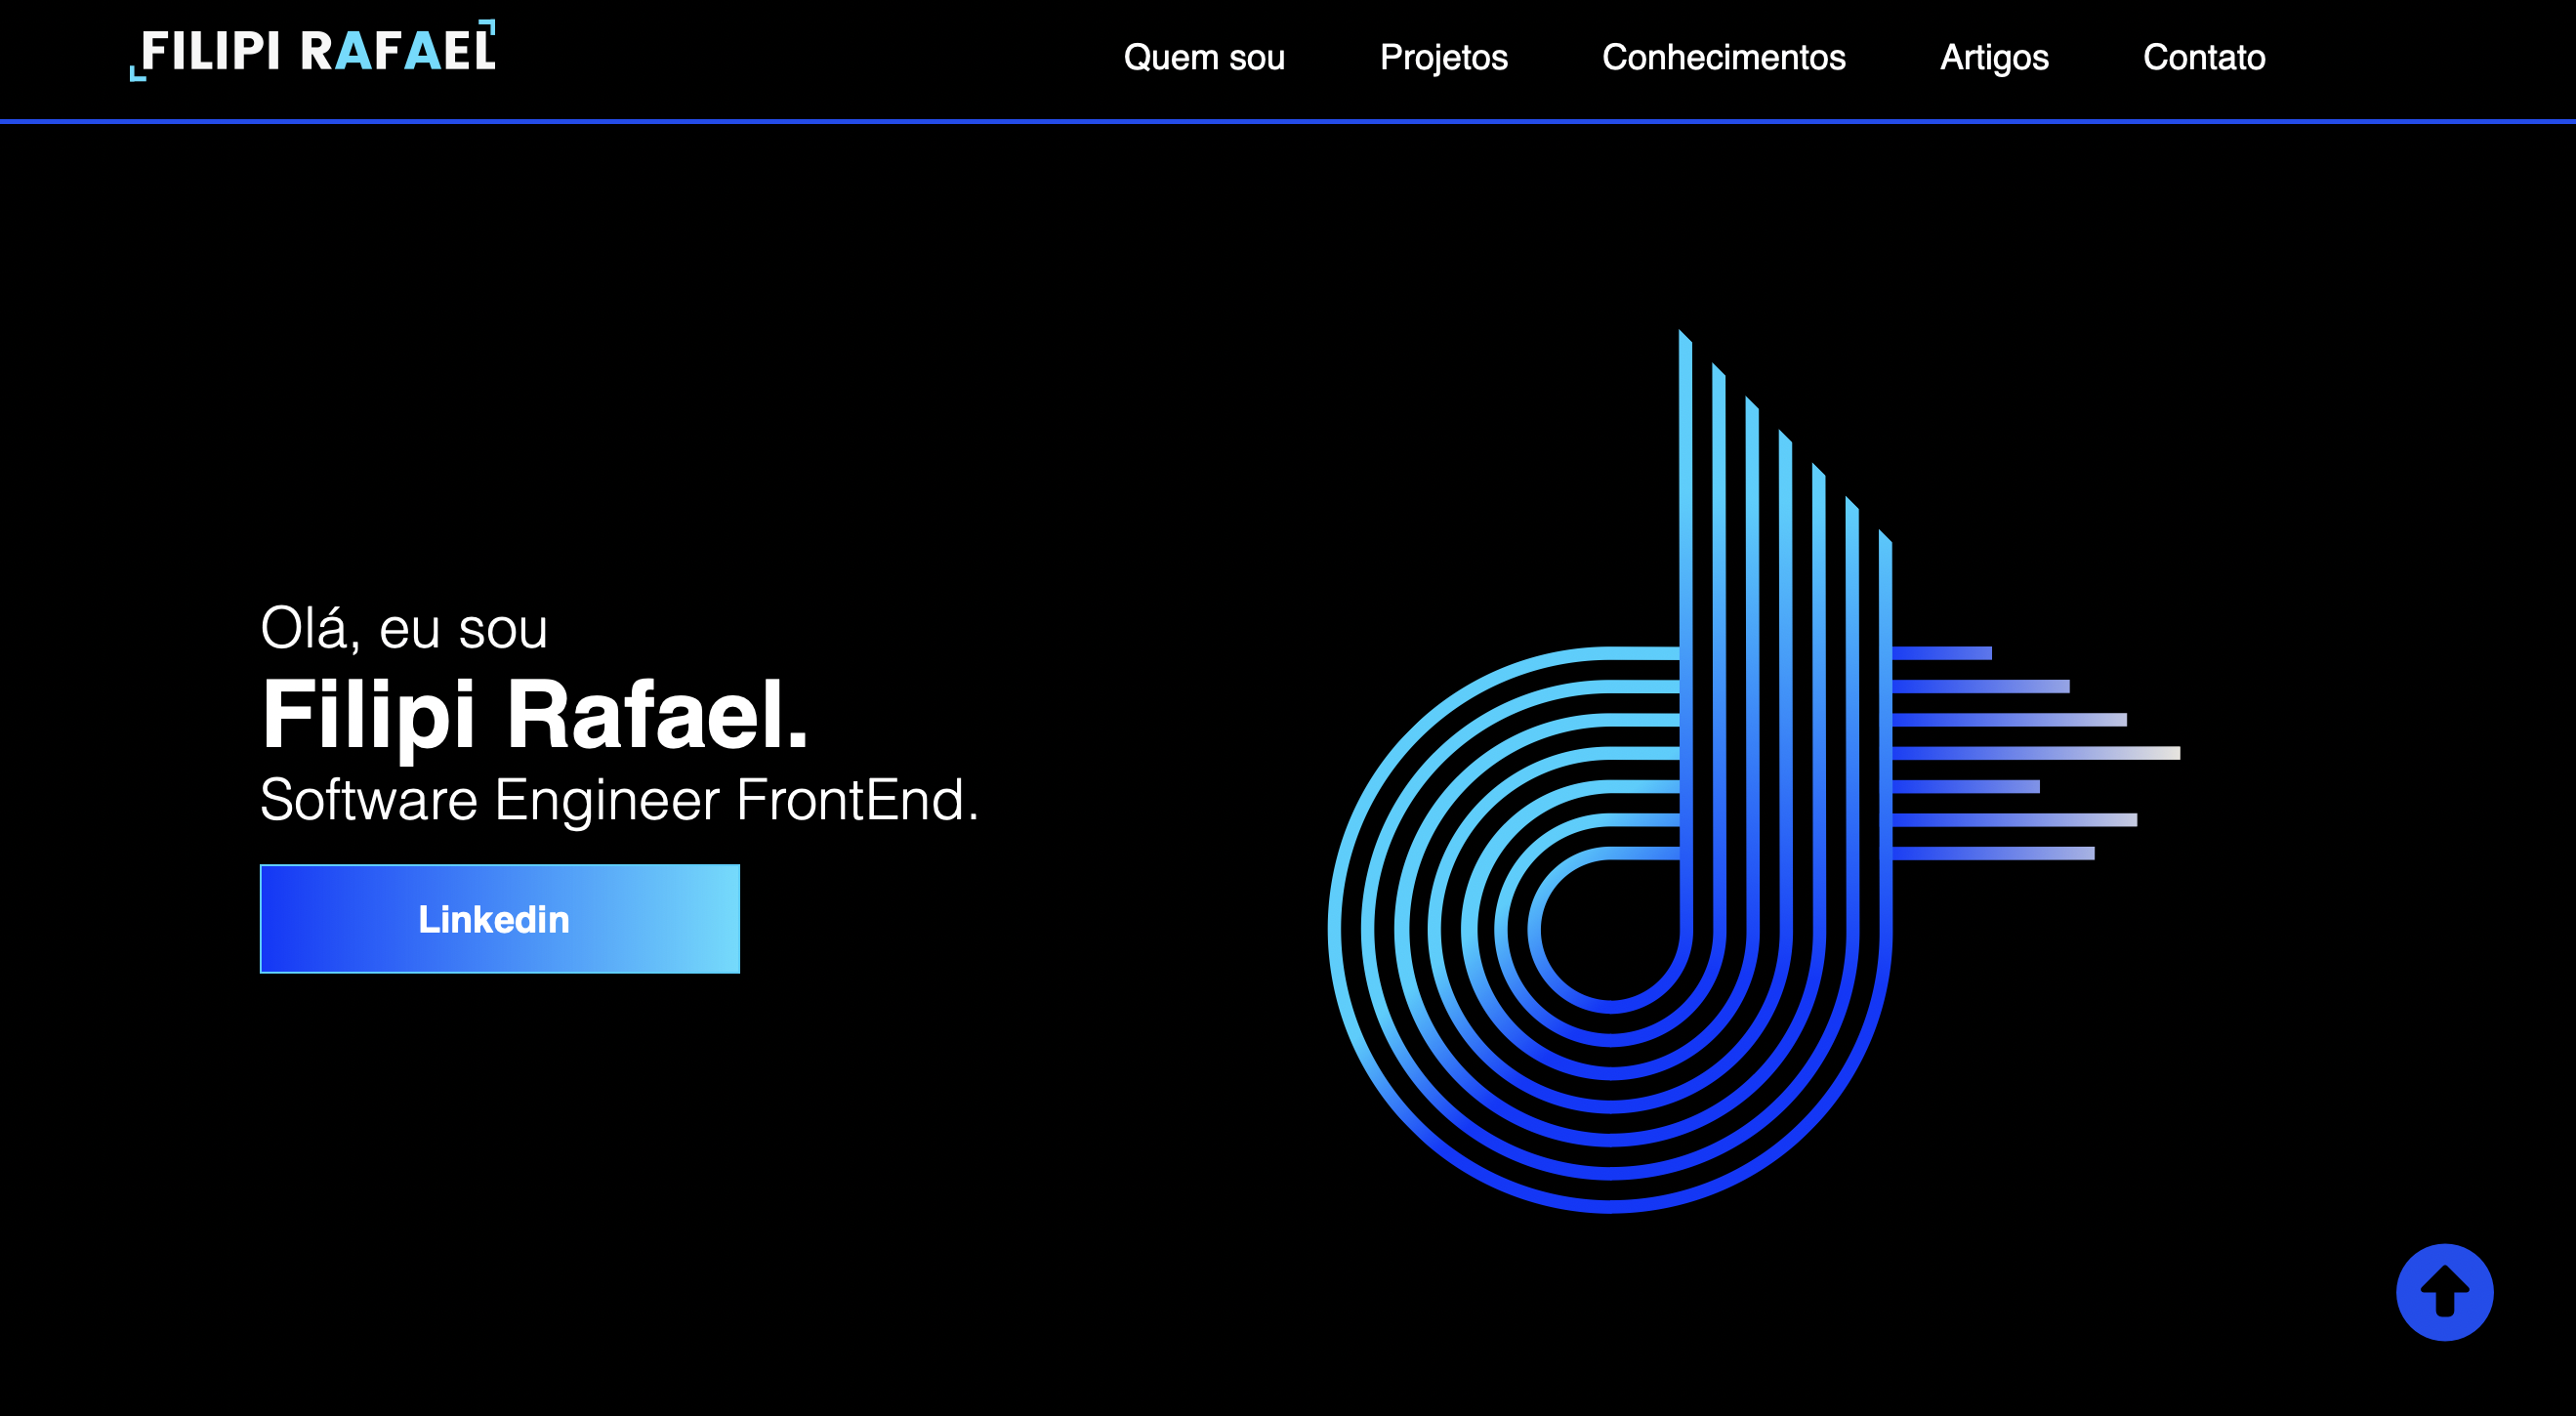 FILIPI RAFAEL
Quem sou Projetos Conhecimentos Artigos Contato
Olá, eu sou
Filipi Rafael.
Software Engineer FrontEnd.
Linkedin